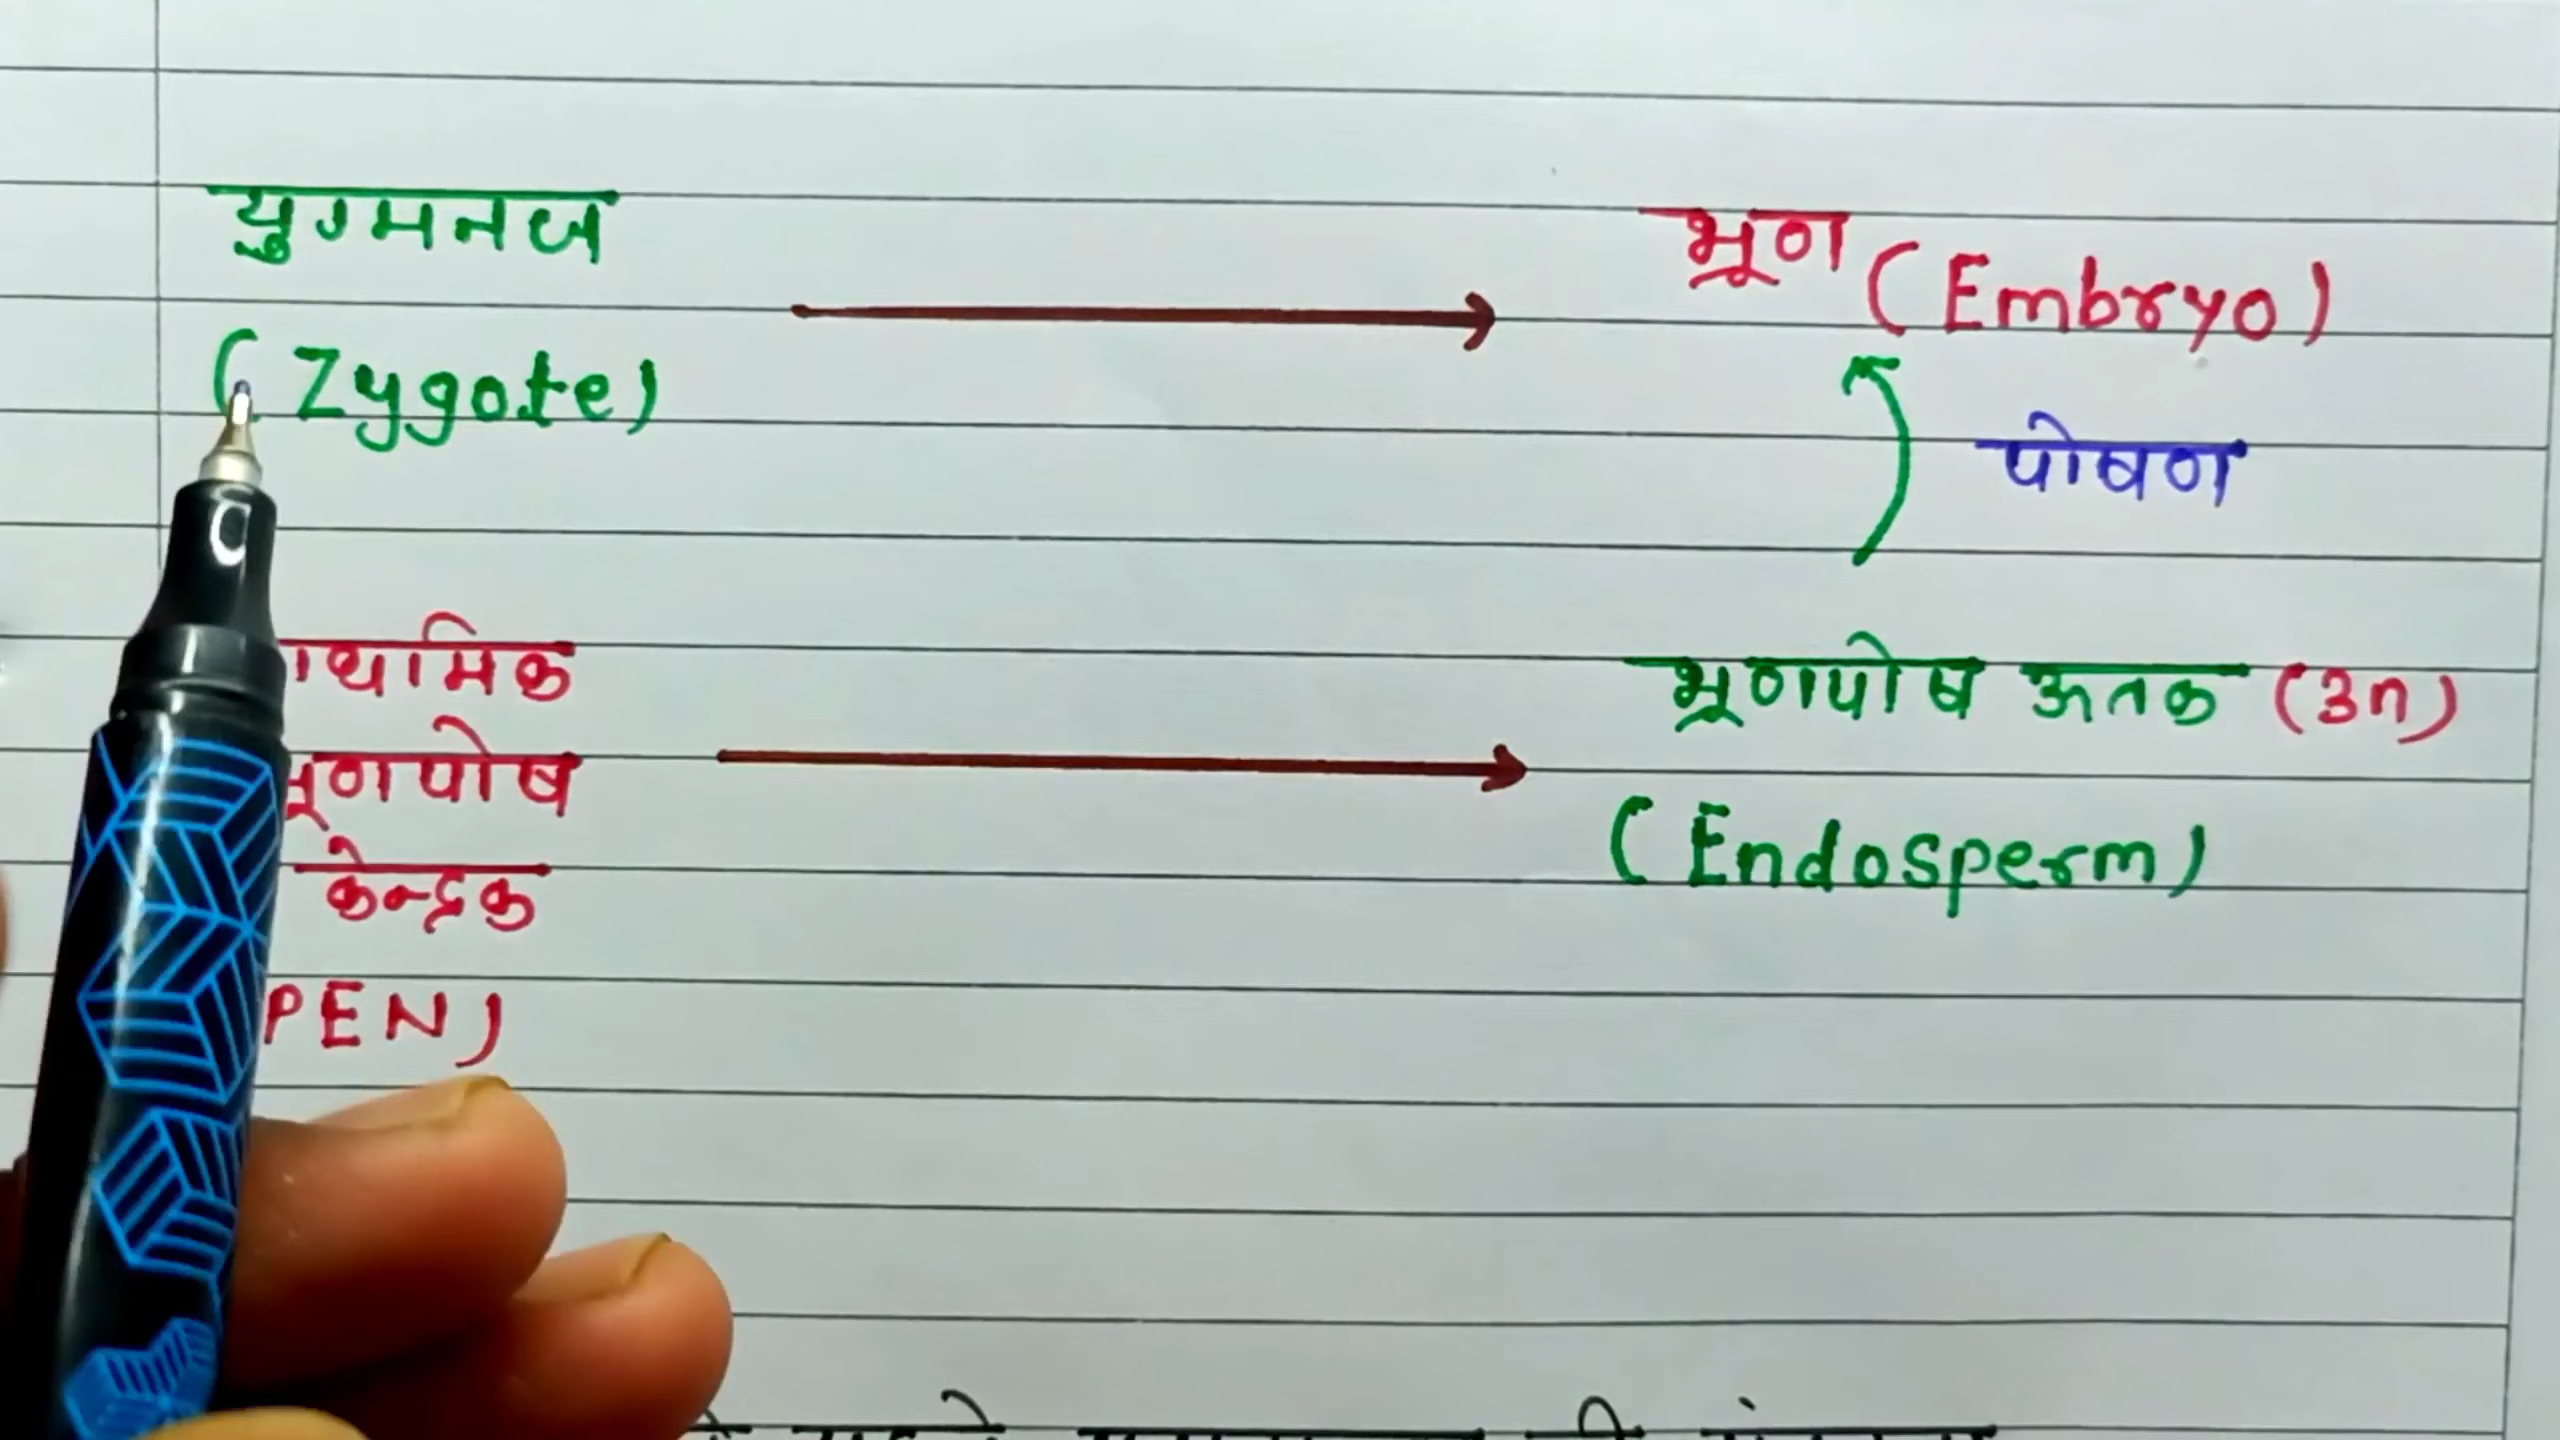 युग्मनज
(Zygote)
भ्रूण (Embryo)
पोषण
ाथमिक
भ्रूणपोष
केन्द्रक
PEN)
भ्रूणपोष ऊतक (3n)
(Endosperm)